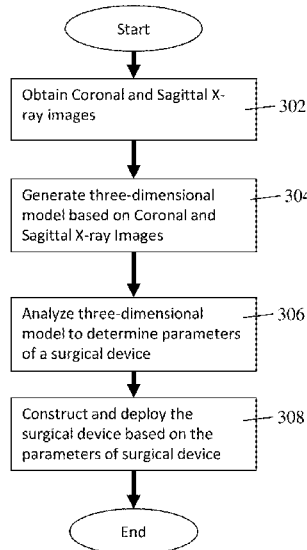 Start
Obtain Coronal and Sagittal X-
ray images
302
Generate three-dimensional
model based on Coronal and
Sagittal X-ray Images
304
Analyze three-dimensional
model to determine parameters
of a surgical device
306
Construct and deploy the
surgical device based on the
parameters of surgical device
308
End